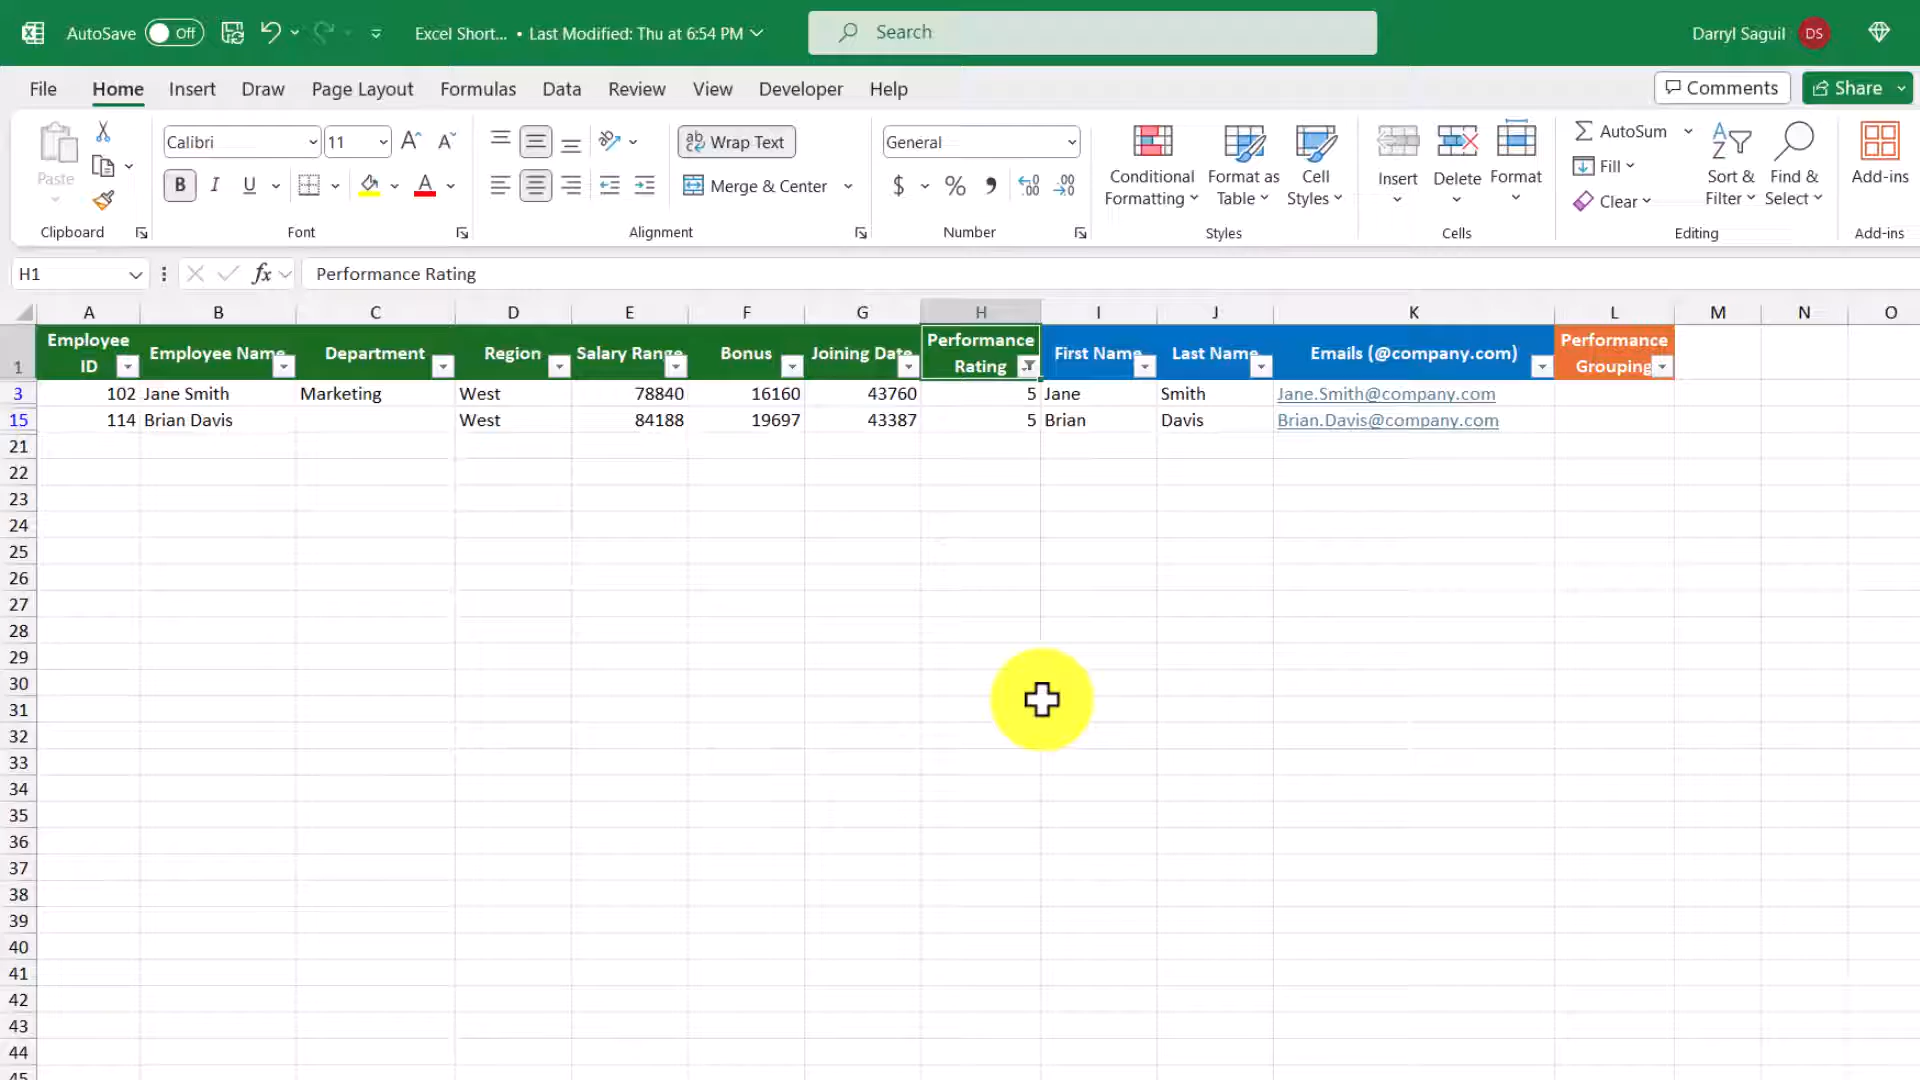 AutoSave Off Excel Short... • Last Modified: Thu at 6:54 PM Search Darryl Saguil DS
File Home Insert Draw Page Layout Formulas Data Review View Developer Help Comments Share
Paste
Clipboard
Calibri 11 A A
B I U A
Font
ab Wrap Text
Merge & Center
Alignment
General
$ % , .00 .00
Number
Conditional Formatting
Format as Table
Cell Styles
Styles
Insert Delete Format
Cells
AutoSum
Fill
Clear
Sort & Filter
Find & Select
Editing
Add-ins
Add-ins
H1 fx Performance Rating
A B C D E F G H I J K L M N O
1 Employee ID Employee Name Department Region Salary Range Bonus Joining Date Performance Rating First Name Last Name Emails (@company.com) Performance Grouping
3 102 Jane Smith Marketing West 78840 16160 43760 5 Jane Smith Jane.Smith@company.com
15 114 Brian Davis West 84188 19697 43387 5 Brian Davis Brian.Davis@company.com
21
22
23
24
25
26
27
28
29
30
31
32
33
34
35
36
37
38
39
40
41
42
43
44
45